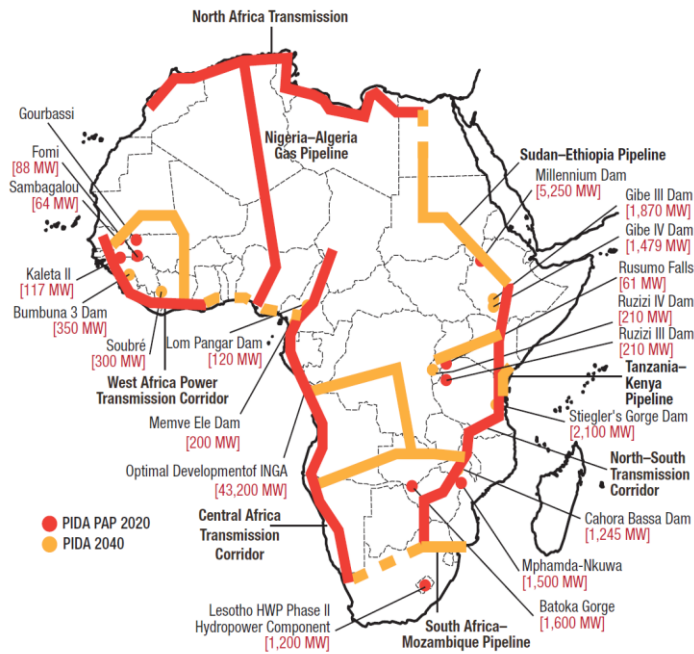 North Africa Transmission
Gourbassi
Fomi
[88 MW]
Sambagalou
[64 MW]
Kaleta II
[117 MW]
Bumbuna 3 Dam
[350 MW]
Soubré
[300 MW]
Nigeria–Algeria
Gas Pipeline
Lom Pangar Dam
[120 MW]
West Africa Power
Transmission Corridor
Memve Ele Dam
[200 MW]
Optimal Developmentof INGA
[43,200 MW]
Central Africa
Transmission
Corridor
PIDA PAP 2020
PIDA 2040
Lesotho HWP Phase II
Hydropower Component
[1,200 MW]
Sudan–Ethiopia Pipeline
Millennium Dam
[5,250 MW]
Gibe III Dam
[1,870 MW]
Gibe IV Dam
[1,479 MW]
Rusumo Falls
[61 MW]
Ruzizi IV Dam
[210 MW]
Ruzizi III Dam
[210 MW]
Tanzania–
Kenya
Pipeline
Stiegler's Gorge Dam
[2,100 MW]
North–South
Transmission
Corridor
Cahora Bassa Dam
[1,245 MW]
Mphamda-Nkuwa
[1,500 MW]
Batoka Gorge
[1,600 MW]
South Africa–
Mozambique Pipeline